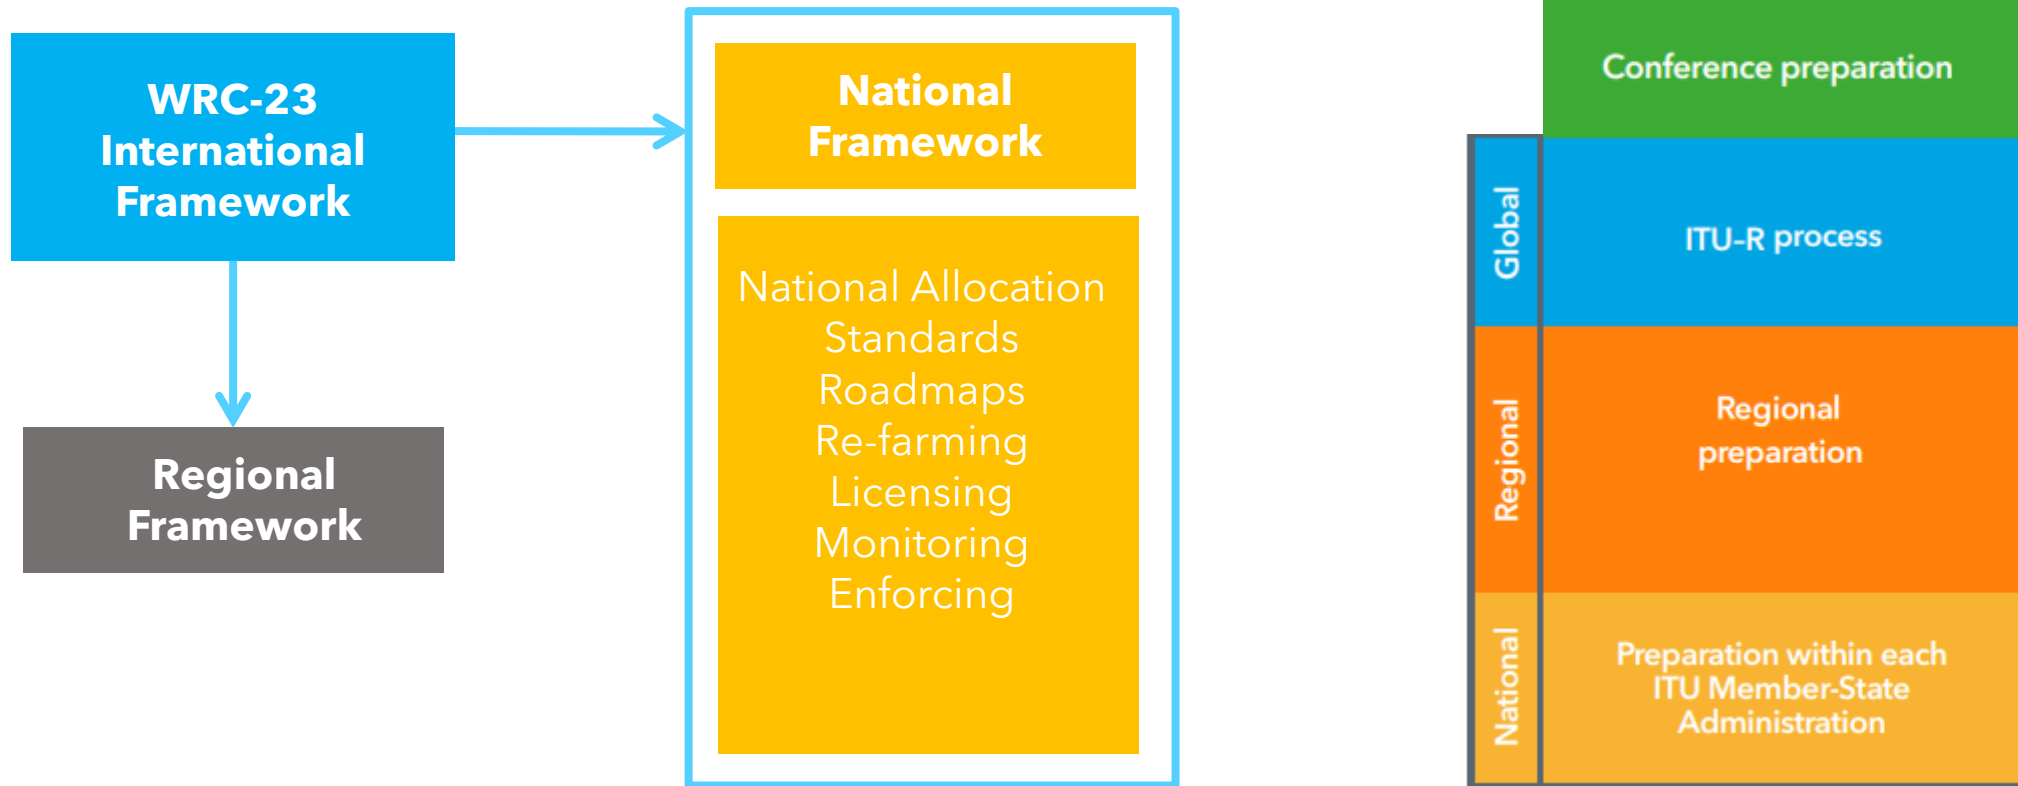 WRC-23
International
Framework
Regional
Framework
National
Framework
National Allocation
Standards
Roadmaps
Re-farming
Licensing
Monitoring
Enforcing
Conference preparation
Global
ITU-R process
Regional
Regional
preparation
National
Preparation within each
ITU Member-State
Administration